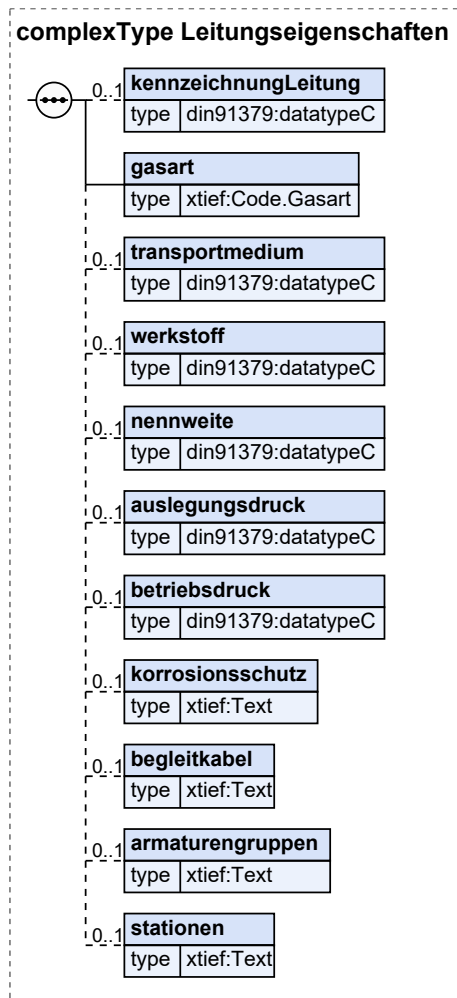 complexType Leitungseigenschaften
0..1 kennzeichnungLeitung
type din91379:datatypeC
gasart
type xtief:Code.Gasart
0..1 transportmedium
type din91379:datatypeC
0..1 werkstoff
type din91379:datatypeC
0..1 nennweite
type din91379:datatypeC
0..1 auslegungsdruck
type din91379:datatypeC
0..1 betriebsdruck
type din91379:datatypeC
0..1 korrosionsschutz
type xtief:Text
0..1 begleitkabel
type xtief:Text
0..1 armaturengruppen
type xtief:Text
0..1 stationen
type xtief:Text